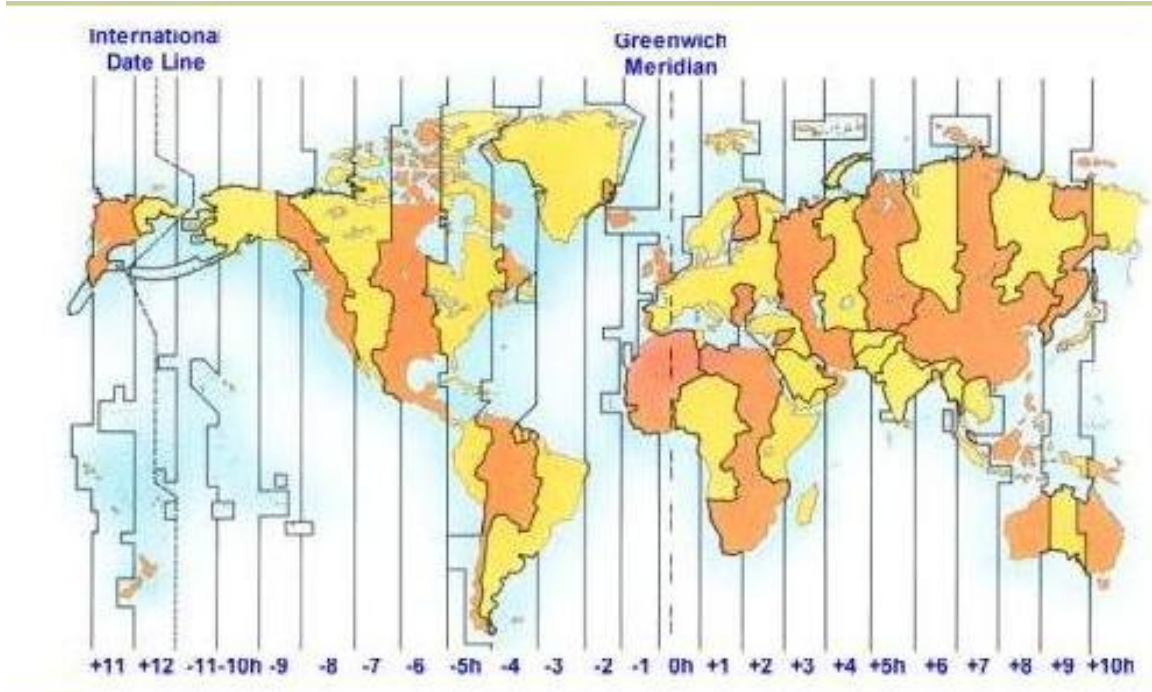 Internationa
Date Line
Greenwich
Meridian
+11 +12 -11-10h -9 -8 -7 -6 -5h -4 -3 -2 -1 0h +1 +2 +3 +4 +5h +6 +7 +8 +9 +10h